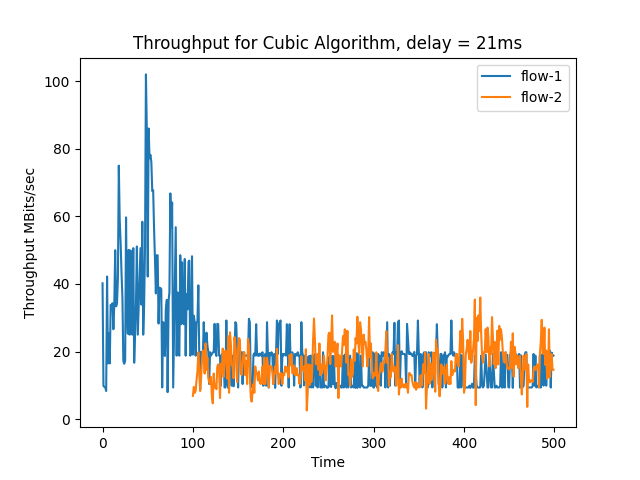 Throughput for Cubic Algorithm, delay = 21ms
flow-1
flow-2
Throughput MBits/sec
100
80
60
40
20
0
0
100
200
300
400
500
Time